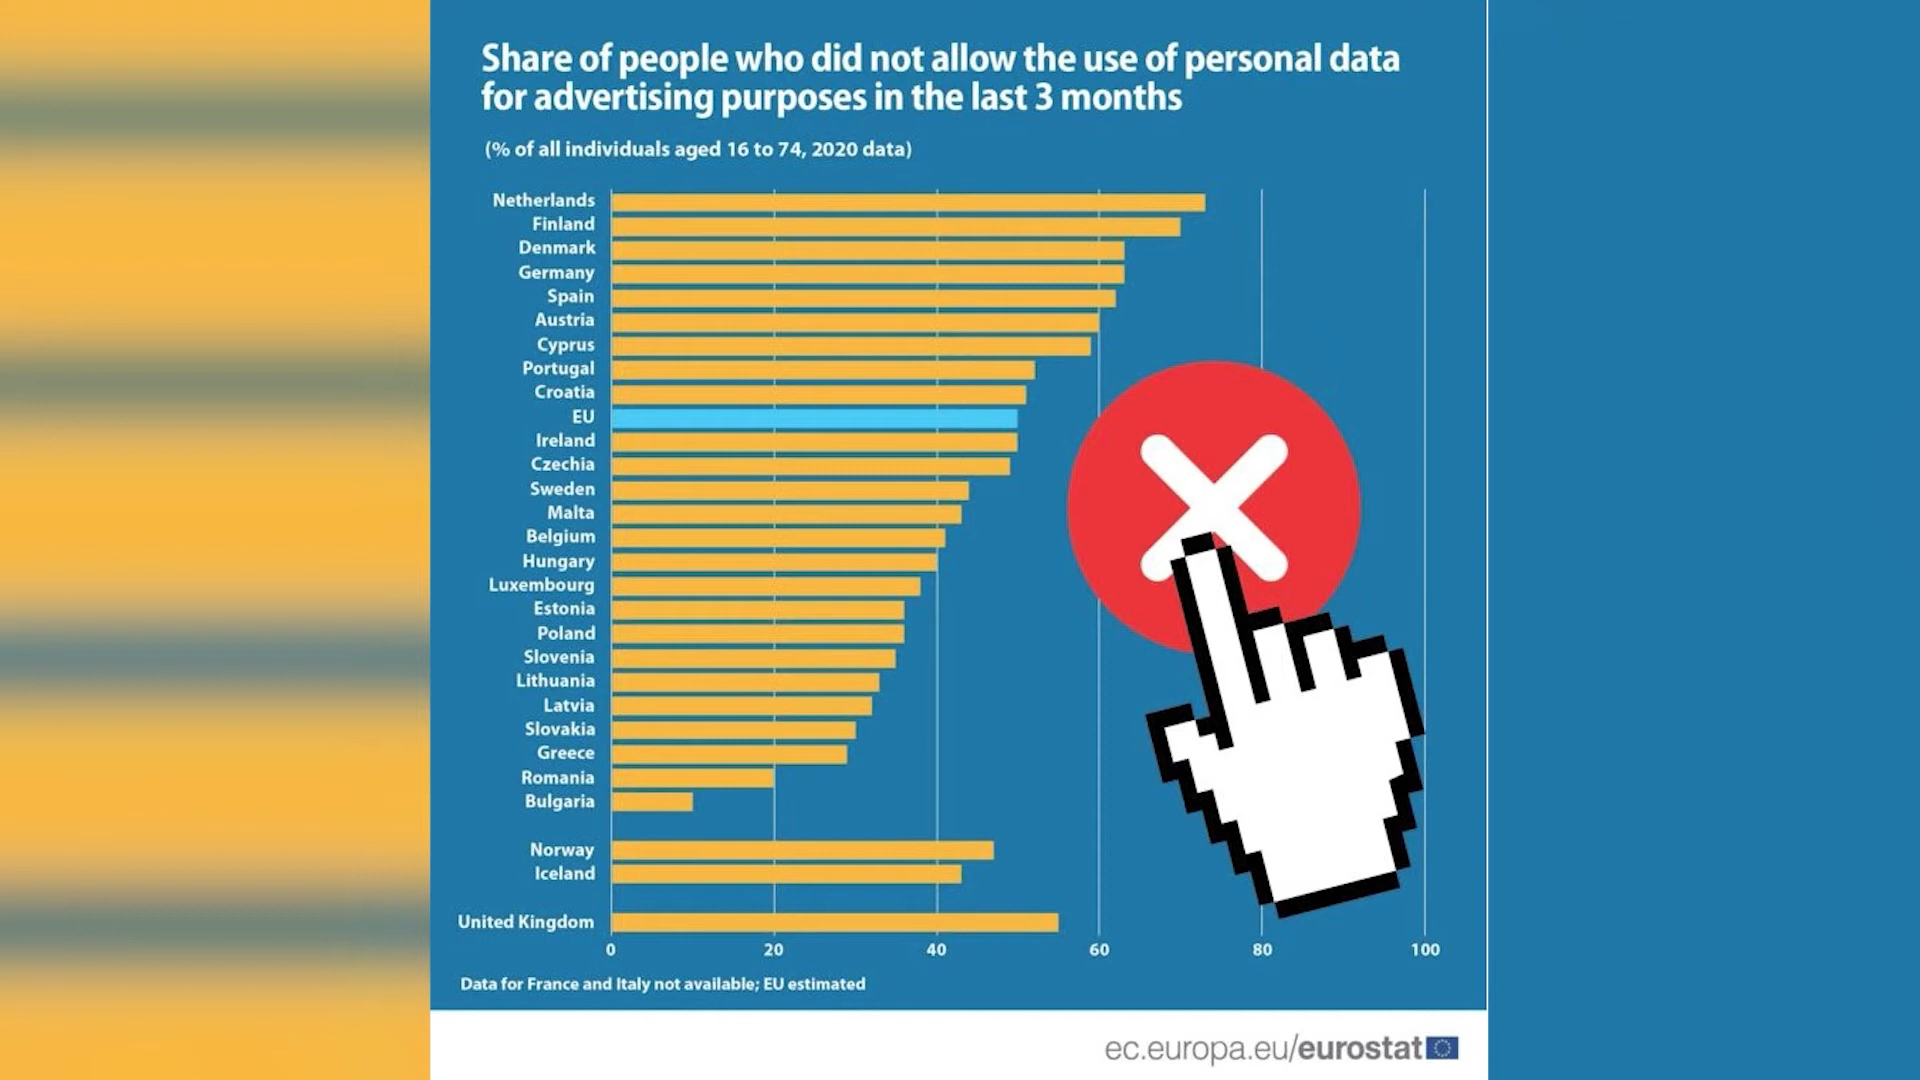 Share of people who did not allow the use of personal data
for advertising purposes in the last 3 months
(% of all individuals aged 16 to 74, 2020 data)
Netherlands
Finland
Denmark
Germany
Spain
Austria
Cyprus
Portugal
Croatia
EU
Ireland
Czechia
Sweden
Malta
Belgium
Hungary
Luxembourg
Estonia
Poland
Slovenia
Lithuania
Latvia
Slovakia
Greece
Romania
Bulgaria
Norway
Iceland
United Kingdom
0 20 40 60 80 100
Data for France and Italy not available; EU estimated
ec.europa.eu/eurostat